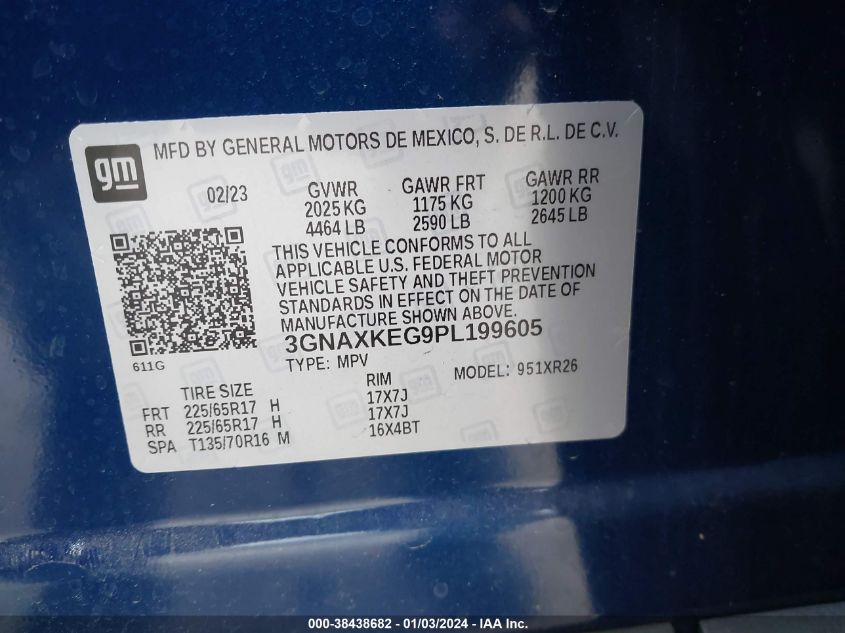 gm
MFD BY GENERAL MOTORS DE MEXICO, S. DE R.L. DE C.V.
02/23
GVWR GAWR FRT GAWR RR
2025 KG 1175 KG 1200 KG
4464 LB 2590 LB 2645 LB
THIS VEHICLE CONFORMS TO ALL
APPLICABLE U.S. FEDERAL MOTOR
VEHICLE SAFETY AND THEFT PREVENTION
STANDARDS IN EFFECT ON THE DATE OF
MANUFACTURE SHOWN ABOVE.
3GNAXKEG9PL199605
611G
TYPE: MPV MODEL: 951XR26
TIRE SIZE RIM
FRT 225/65R17 H 17X7J
RR 225/65R17 H 17X7J
SPA T135/70R16 M 16X4BT
000-38438682 - 01/03/2024 - IAA Inc.